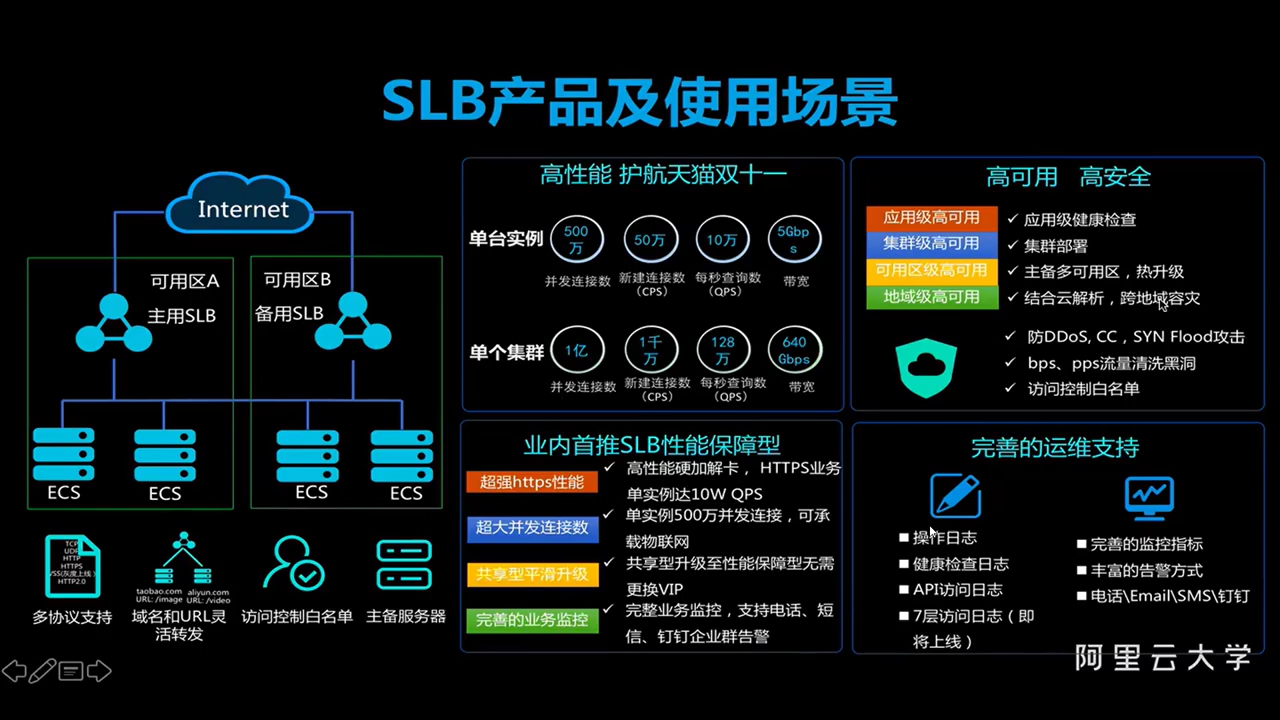 SLB产品及使用场景
Internet
可用区A
主用SLB
可用区B
备用SLB
ECS
ECS
ECS
ECS
TCP
UDP
HTTP
HTTPS
WSS(灰度上线)
HTTP2.0
多协议支持
taobao.com
URL: /image
aliyun.com
URL: /video
域名和URL灵
活转发
访问控制白名单
主备服务器
高性能 护航天猫双十一
单台实例
500
万
50万
10万
5Gbp
s
并发连接数
新建连接数
（CPS）
每秒查询数
（QPS）
带宽
单个集群
1亿
1千
万
128
万
640
Gbps
并发连接数
新建连接数
（CPS）
每秒查询数
（QPS）
带宽
高可用 高安全
应用级高可用
✓ 应用级健康检查
集群级高可用
✓ 集群部署
可用区级高可用
✓ 主备多可用区，热升级
地域级高可用
✓ 结合云解析，跨地域容灾
✓ 防DDoS, CC，SYN Flood攻击
✓ bps、pps流量清洗黑洞
✓ 访问控制白名单
业内首推SLB性能保障型
超强https性能
✓ 高性能硬加解卡， HTTPS业务
单实例达10W QPS
超大并发连接数
✓ 单实例500万并发连接，可承
载物联网
共享型平滑升级
✓ 共享型升级至性能保障型无需
更换VIP
完善的业务监控
✓ 完整业务监控，支持电话、短
信、钉钉企业群告警
完善的运维支持
■ 操作日志
■ 健康检查日志
■ API访问日志
■ 7层访问日志（即
将上线）
■ 完善的监控指标
■ 丰富的告警方式
■ 电话\Email\SMS\钉钉
阿里云大学